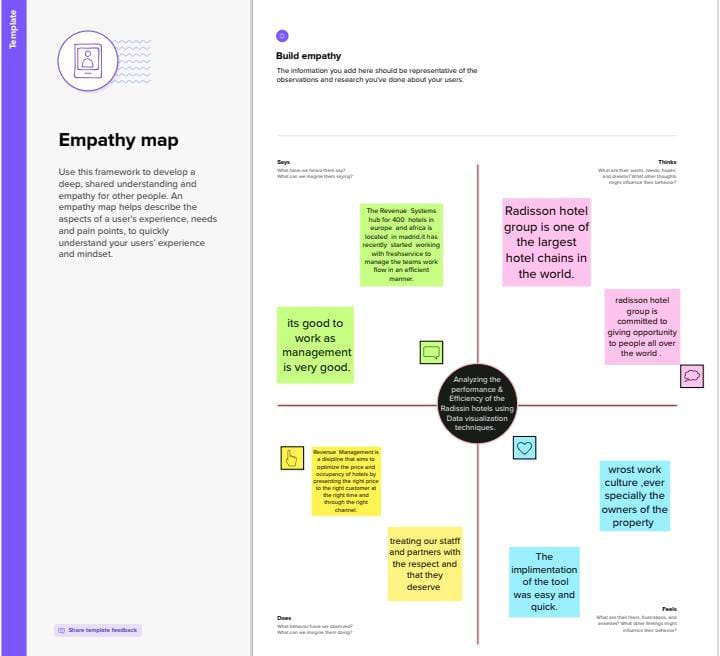 Template
Empathy map
Use this framework to develop a
deep, shared understanding and
empathy for other people. An
empathy map helps describe the
aspects of a user's experience, needs
and pain points, to quickly
understand your users' experience
and mindset.
Share template feedback
Build empathy
The information you add here should be representative of the
observations and research you've done about your users.
Says
What have we heard them say?
What can we imagine them saying?
Thinks
What are their wants, needs, hopes,
and dreams? What other thoughts
might influence their behavior?
The Revenue Systems
hub for 400 hotels in
europe and africa is
located in madrid.it has
recently started working
with freshservice to
manage the teams work
flow in an efficient
manner.
Radisson hotel
group is one of
the largest
hotel chains in
the world.
radisson hotel
group is
committed to
giving opportunity
to people all over
the world .
its good to
work as
management
is very good.
Analyzing the
performance &
Efficiency of the
Radissin hotels using
Data visualization
techniques.
Revenue Management is
a disipline that aims to
optimize the price and
occupancy of hotels by
presenting the right price
to the right customer at
the right time and
through the right
channel.
treating our statff
and partners with
the respect and
that they
deserve
wrost work
culture ,ever
specially the
owners of the
property
The
implimentation
of the tool
was easy and
quick.
Does
What behavior have we observed?
What can we imagine them doing?
Feels
What are their fears, frustrations, and
anxieties? What other feelings might
influence their behavior?